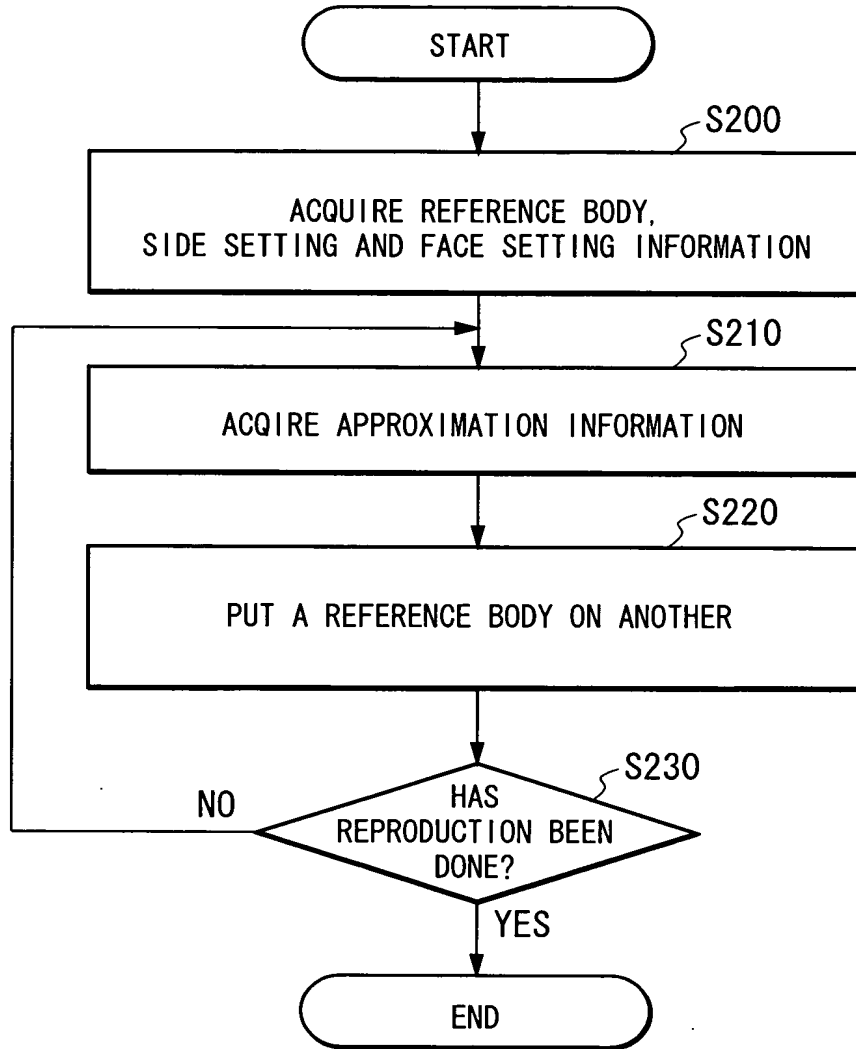 START
S200
ACQUIRE REFERENCE BODY,
SIDE SETTING AND FACE SETTING INFORMATION
S210
ACQIRE APPROXIMATION INFORMATION
S220
PUT A REFERENCE BODY ON ANOTHER
S230
HAS
REPRODUCTION BEEN
DONE?
NO
YES
END